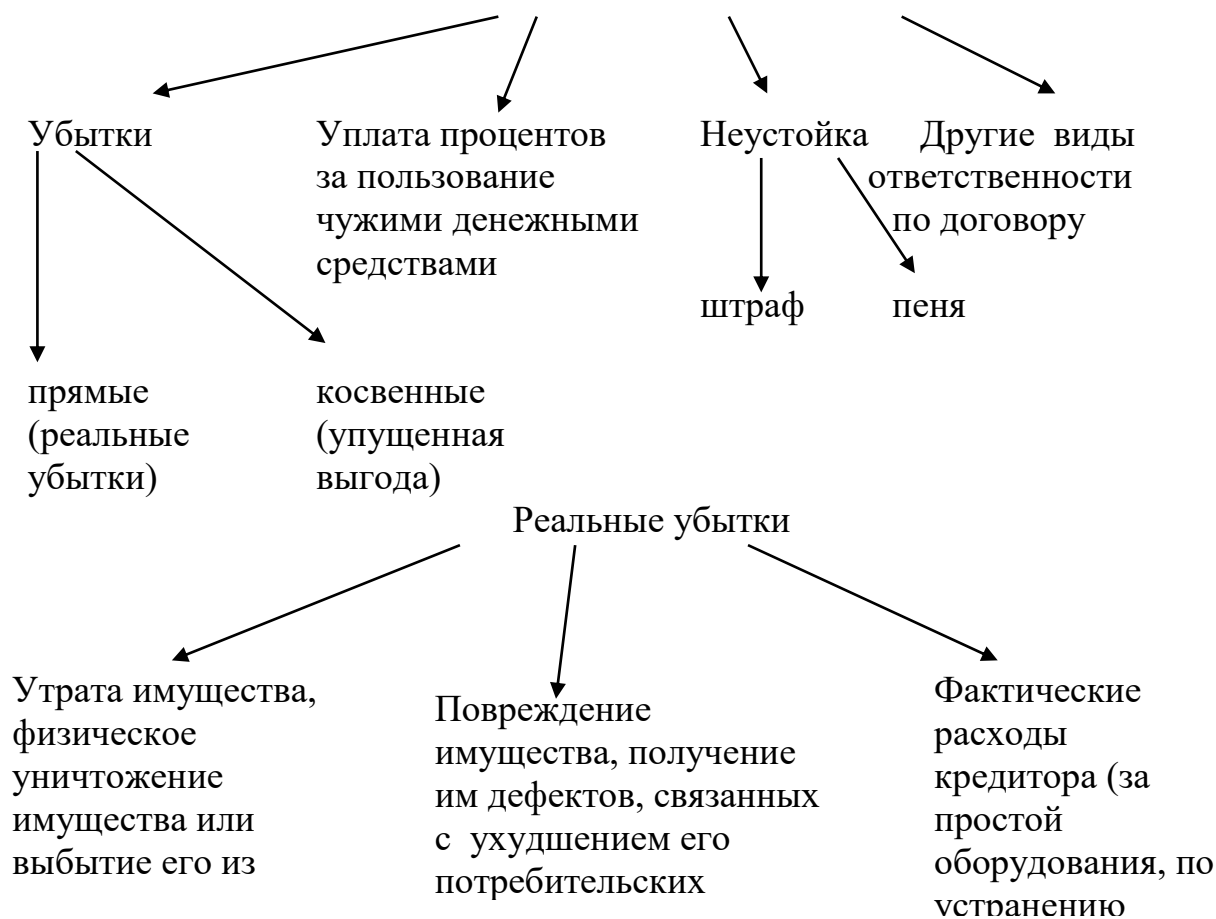 Убытки
Уплата процентов
за пользование
чужими денежными
средствами
Неустойка
Другие виды
ответственности
по договору
штраф
пеня
прямые
(реальные
убытки)
косвенные
(упущенная
выгода)
Реальные убытки
Утрата имущества,
физическое
уничтожение
имущества или
выбытие его из
Повреждение
имущества, получение
им дефектов, связанных
с ухудшением его
потребительских
Фактические
расходы
кредитора (за
простой
оборудования, по
устранению